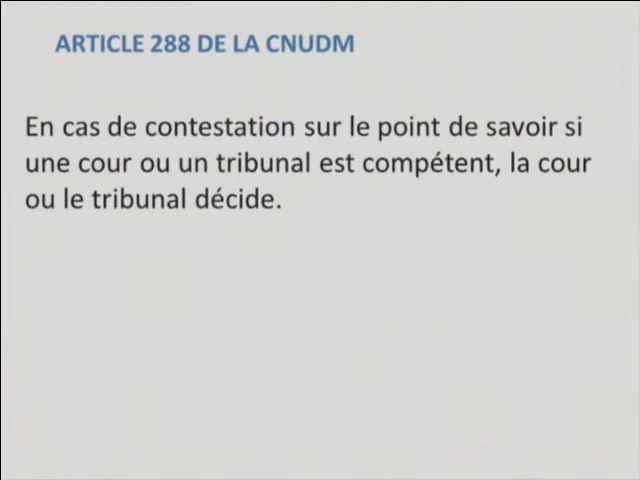 ARTICLE 288 DE LA CNUDM
En cas de contestation sur le point de savoir si
une cour ou un tribunal est compétent, la cour
ou le tribunal décide.